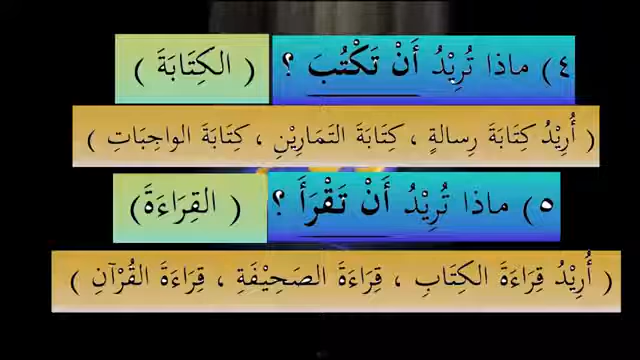 ٤) ماذا تُرِيْدُ أَنْ تَكْتُبَ ؟ ( الكِتَابَةَ )
( أُرِيْدُ كِتَابَةَ رِسالةٍ ، كِتَابَةَ التَمَارِيْنِ ، كِتَابَةَ الواجِبَاتِ )
٥) ماذا تُرِيْدُ أَنْ تَقْرَأَ ؟ ( القِرَاءَةَ )
( أُرِيْدُ قِرَاءَةَ الكِتَابِ ، قِرَاءَةَ الصَحِيْفَةِ ، قِرَاءَةَ القُرْآنِ )